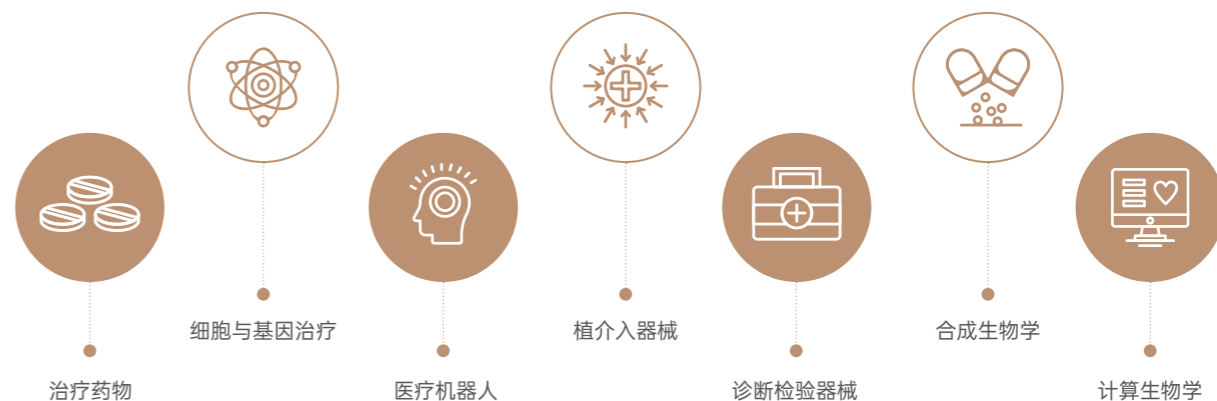 治疗药物
细胞与基因治疗
医疗机器人
植介入器械
诊断检验器械
合成生物学
计算生物学